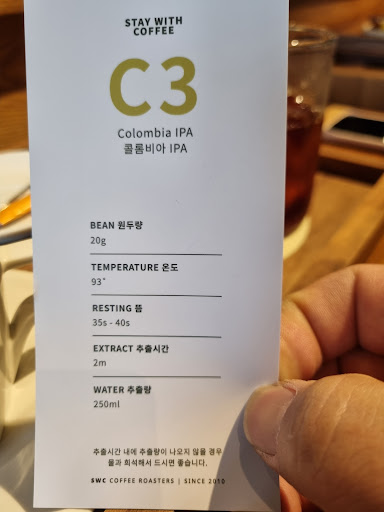 STAY WITH
COFFEE
C3
Colombia IPA
콜롬비아 IPA
BEAN 원두량
20g
TEMPERATURE 온도
93˚
RESTING 뜸
35s - 40s
EXTRACT 추출시간
2m
WATER 추출량
250ml
추출시간 내에 추출량이 나오지 않을 경우
물과 희석해서 드시면 좋습니다.
SWC COFFEE ROASTERS | SINCE 2010